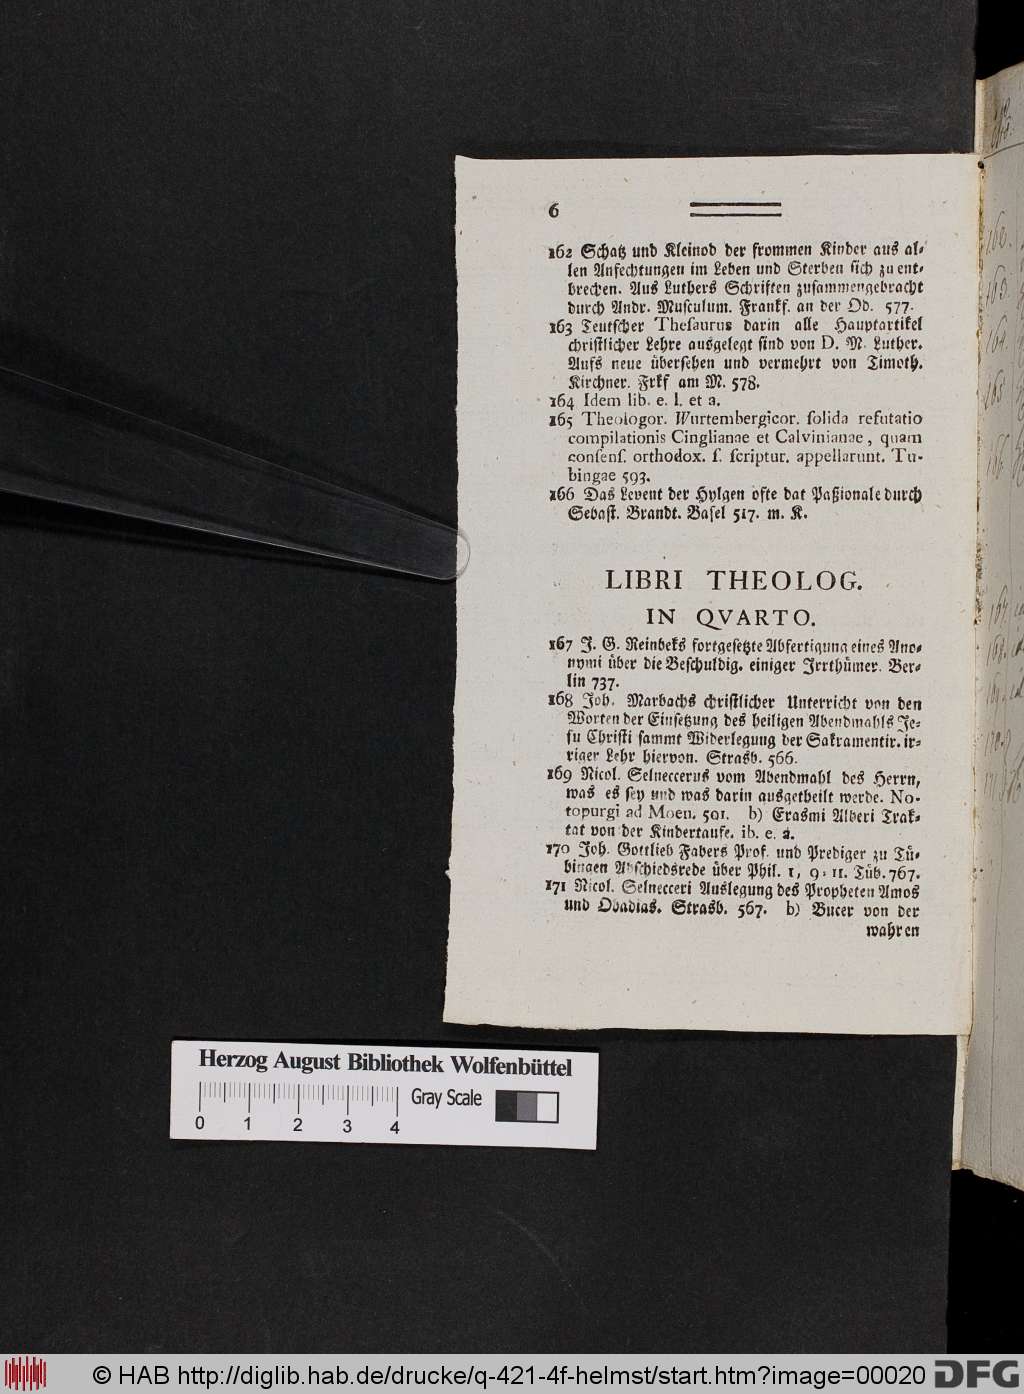 6
162 Schatz und Kleinod der frommen Kinder aus al-
len Anfechtungen im Leben und Sterben sich zu ent-
brechen. Aus Luthers Schriften zusammengebracht
durch Andr. Musculum. Frankf. an der Od. 577.
163 Teutscher Thesaurus darin alle Hauptartikel
christlicher Lehre ausgelegt sind von D. M. Luther.
Aufs neue übersehen und vermehrt von Timoth.
Kirchner. Frkf am M. 578.
164 Idem lib. e. l. et a.
165 Theologor. Wurtembergicor. solida refutatio
compilationis Cinglianae et Calvinianae, quam
consens. orthodox. s. scriptur. appellarunt. Tu-
bingae 593.
166 Das Levent der Hylgen ofte dat Paßionale durch
Sebast. Brandt. Basel 517. m. K.
LIBRI THEOLOG.
IN QVARTO.
167 J. G. Reinbeks fortgesetzte Abfertigung eines Ano-
nymi über die Beschuldig. einiger Irrthümer. Ber-
lin 737.
168 Joh. Marbachs christlicher Unterricht von den
Worten der Einsetzung des heiligen Abendmahls Je-
su Christi sammt Widerlegung der Sakramentir. ir-
riger Lehr hiervon. Strasb. 566.
169 Nicol. Selneccerus vom Abendmahl des Herrn,
was es sey und was darin ausgetheilt werde. No-
topurgi ad Moen. 591. b) Erasmi Alberi Trak-
tat von der Kindertaufe. ib. e. a.
170 Joh. Gottlieb Fabers Prof. und Prediger zu Tü-
bingen Abschiedsrede über Phil. 1, 9-11. Tüb. 767.
171 Nicol. Selnecceri Auslegung des Propheten Amos
und Obadias. Strasb. 567. b) Bucer von der
wahren
Herzog August Bibliothek Wolfenbüttel
Gray Scale
0 1 2 3 4
© HAB http://diglib.hab.de/drucke/q-421-4f-helmst/start.htm?image=00020
DFG